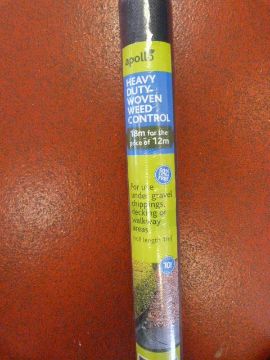 apollo
HEAVY
DUTY
WOVEN
WEED
CONTROL
18m for the
price of 12m
For use
under gravel
chippings,
decking or
walkway
areas